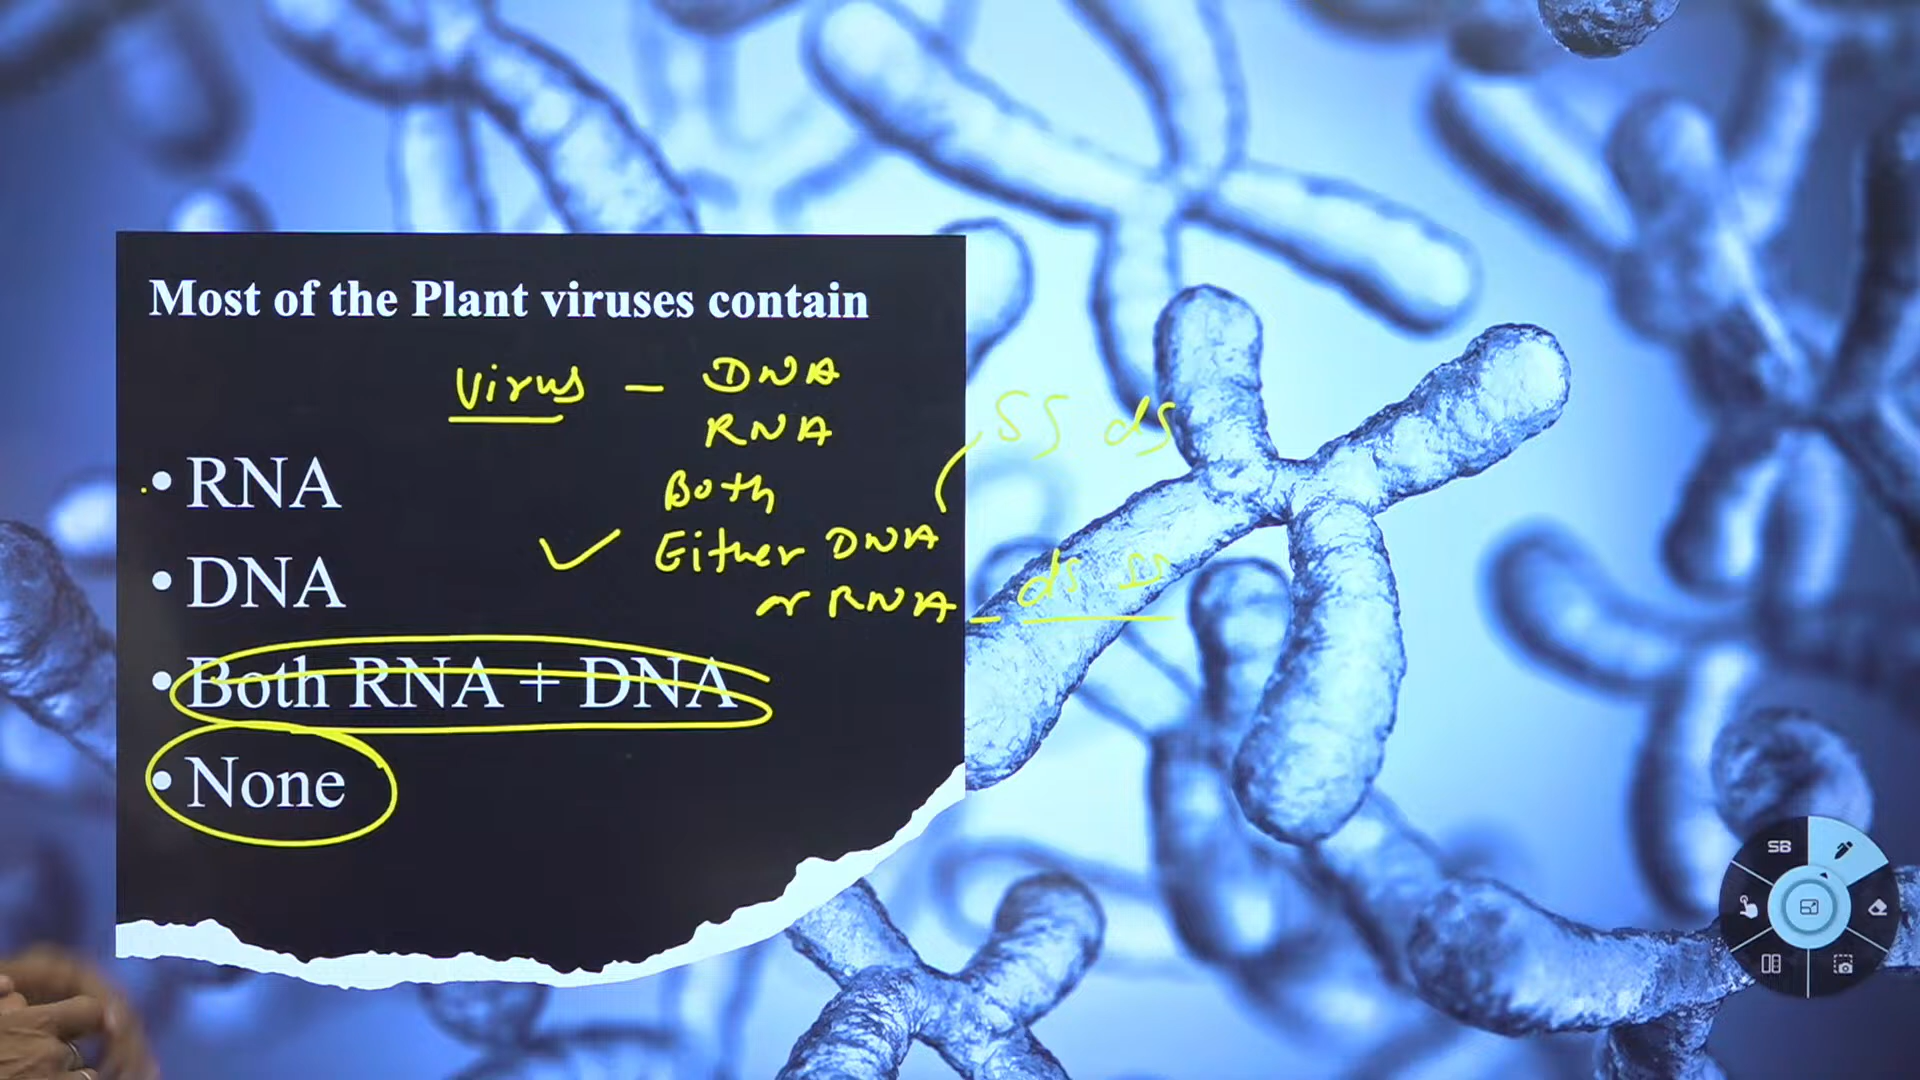 Most of the Plant viruses contain
Virus – DNA
RNA
Both
✓ Either DNA
or RNA –
ss ds
ds ss
• RNA
• DNA
• Both RNA + DNA
• None
SB